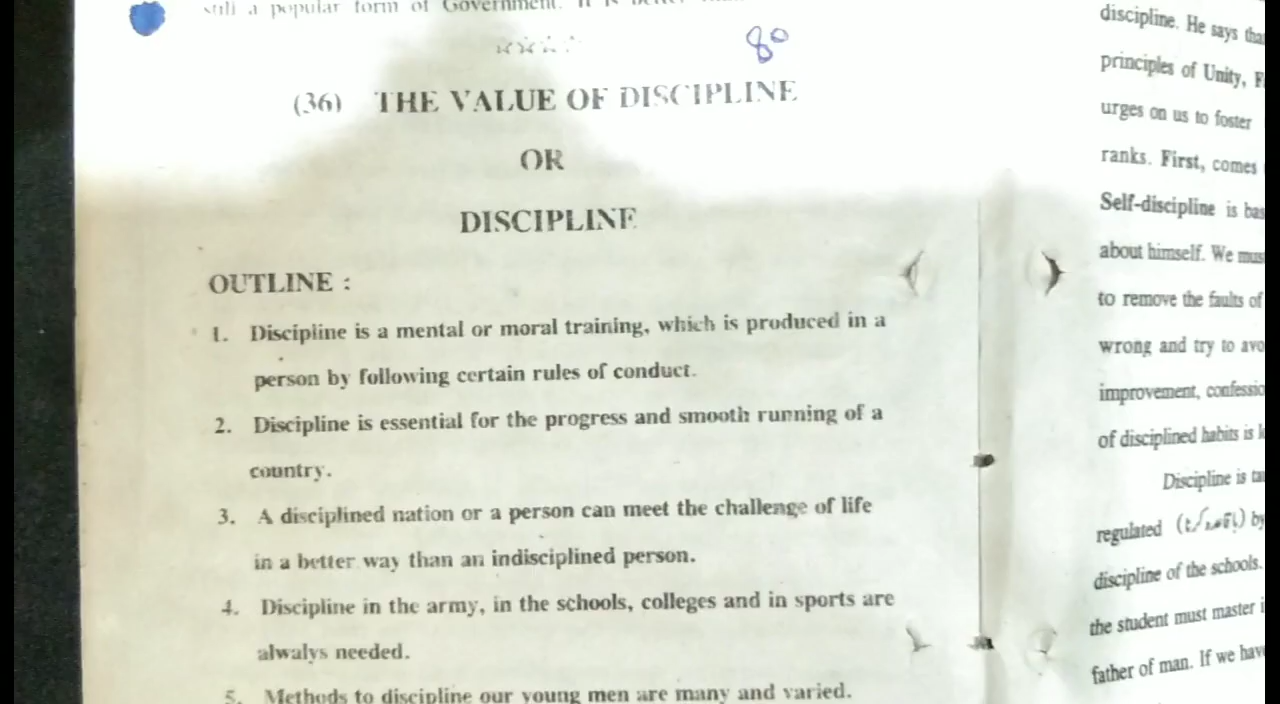 still a popular form of Government. It is
80
(36) THE VALUE OF DISCIPLINE
OR
DISCIPLINE
OUTLINE :
1. Discipline is a mental or moral training, which is produced in a
person by following certain rules of conduct.
2. Discipline is essential for the progress and smooth running of a
country.
3. A disciplined nation or a person can meet the challenge of life
in a better way than an indisciplined person.
4. Discipline in the army, in the schools, colleges and in sports are
alwalys needed.
5. Methods to discipline our young men are many and varied.
discipline. He says
principles of Unity,
urges on us to foster
ranks. First, comes
Self-discipline is
about himself. We
to remove the faults of
wrong and try to
improvement,
of disciplined habits is
Discipline is
regulated by
discipline of the schools.
the student must master
father of man. If we